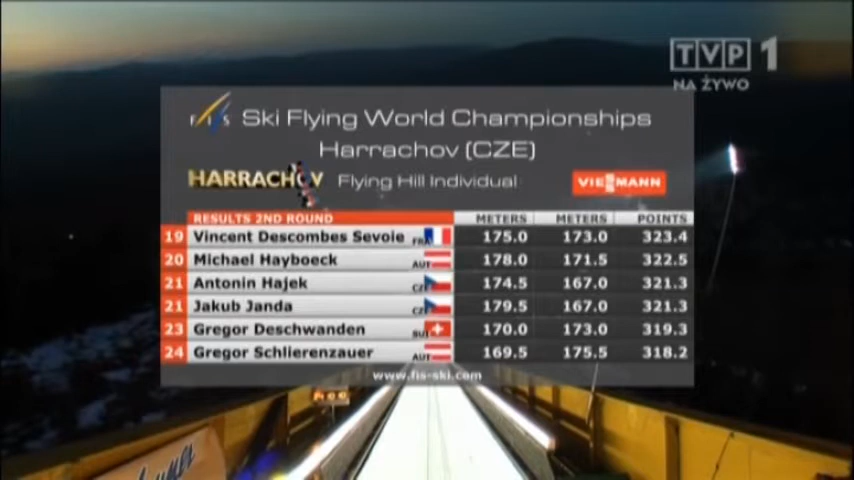 TVP 1
NA ŻYWO
FIS Ski Flying World Championships
Harrachov (CZE)
HARRACHOV Flying Hill Individual VIESSMANN
RESULTS 2ND ROUND METERS METERS POINTS
19 Vincent Descombes Sevoie FRA 175.0 173.0 323.4
20 Michael Hayboeck AUT 178.0 171.5 322.5
21 Antonin Hajek CZE 174.5 167.0 321.3
21 Jakub Janda CZE 179.5 167.0 321.3
23 Gregor Deschwanden SUI 170.0 173.0 319.3
24 Gregor Schlierenzauer AUT 169.5 175.5 318.2
www.fis-ski.com